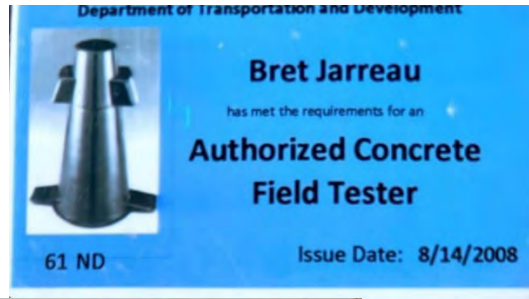 Department of Transportation and Development
Bret Jarreau
has met the requirements for an
Authorized Concrete
Field Tester
61 ND
Issue Date: 8/14/2008